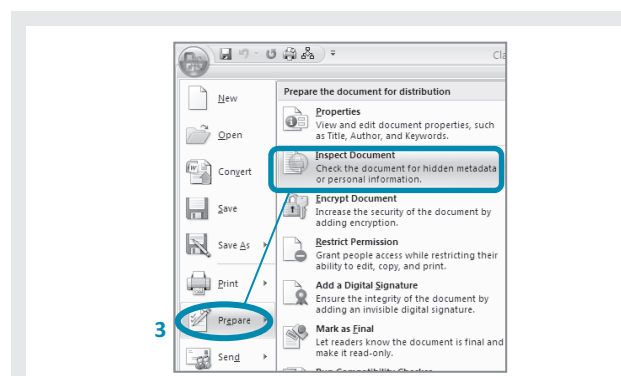 Cla
New
Open
Convert
Save
Save As
Print
3
Prepare
Send
Prepare the document for distribution
Properties
View and edit document properties, such
as Title, Author, and Keywords.
Inspect Document
Check the document for hidden metadata
or personal information.
Encrypt Document
Increase the security of the document by
adding encryption.
Restrict Permission
Grant people access while restricting their
ability to edit, copy, and print.
Add a Digital Signature
Ensure the integrity of the document by
adding an invisible digital signature.
Mark as Final
Let readers know the document is final and
make it read-only.
Run Compatibility Checker